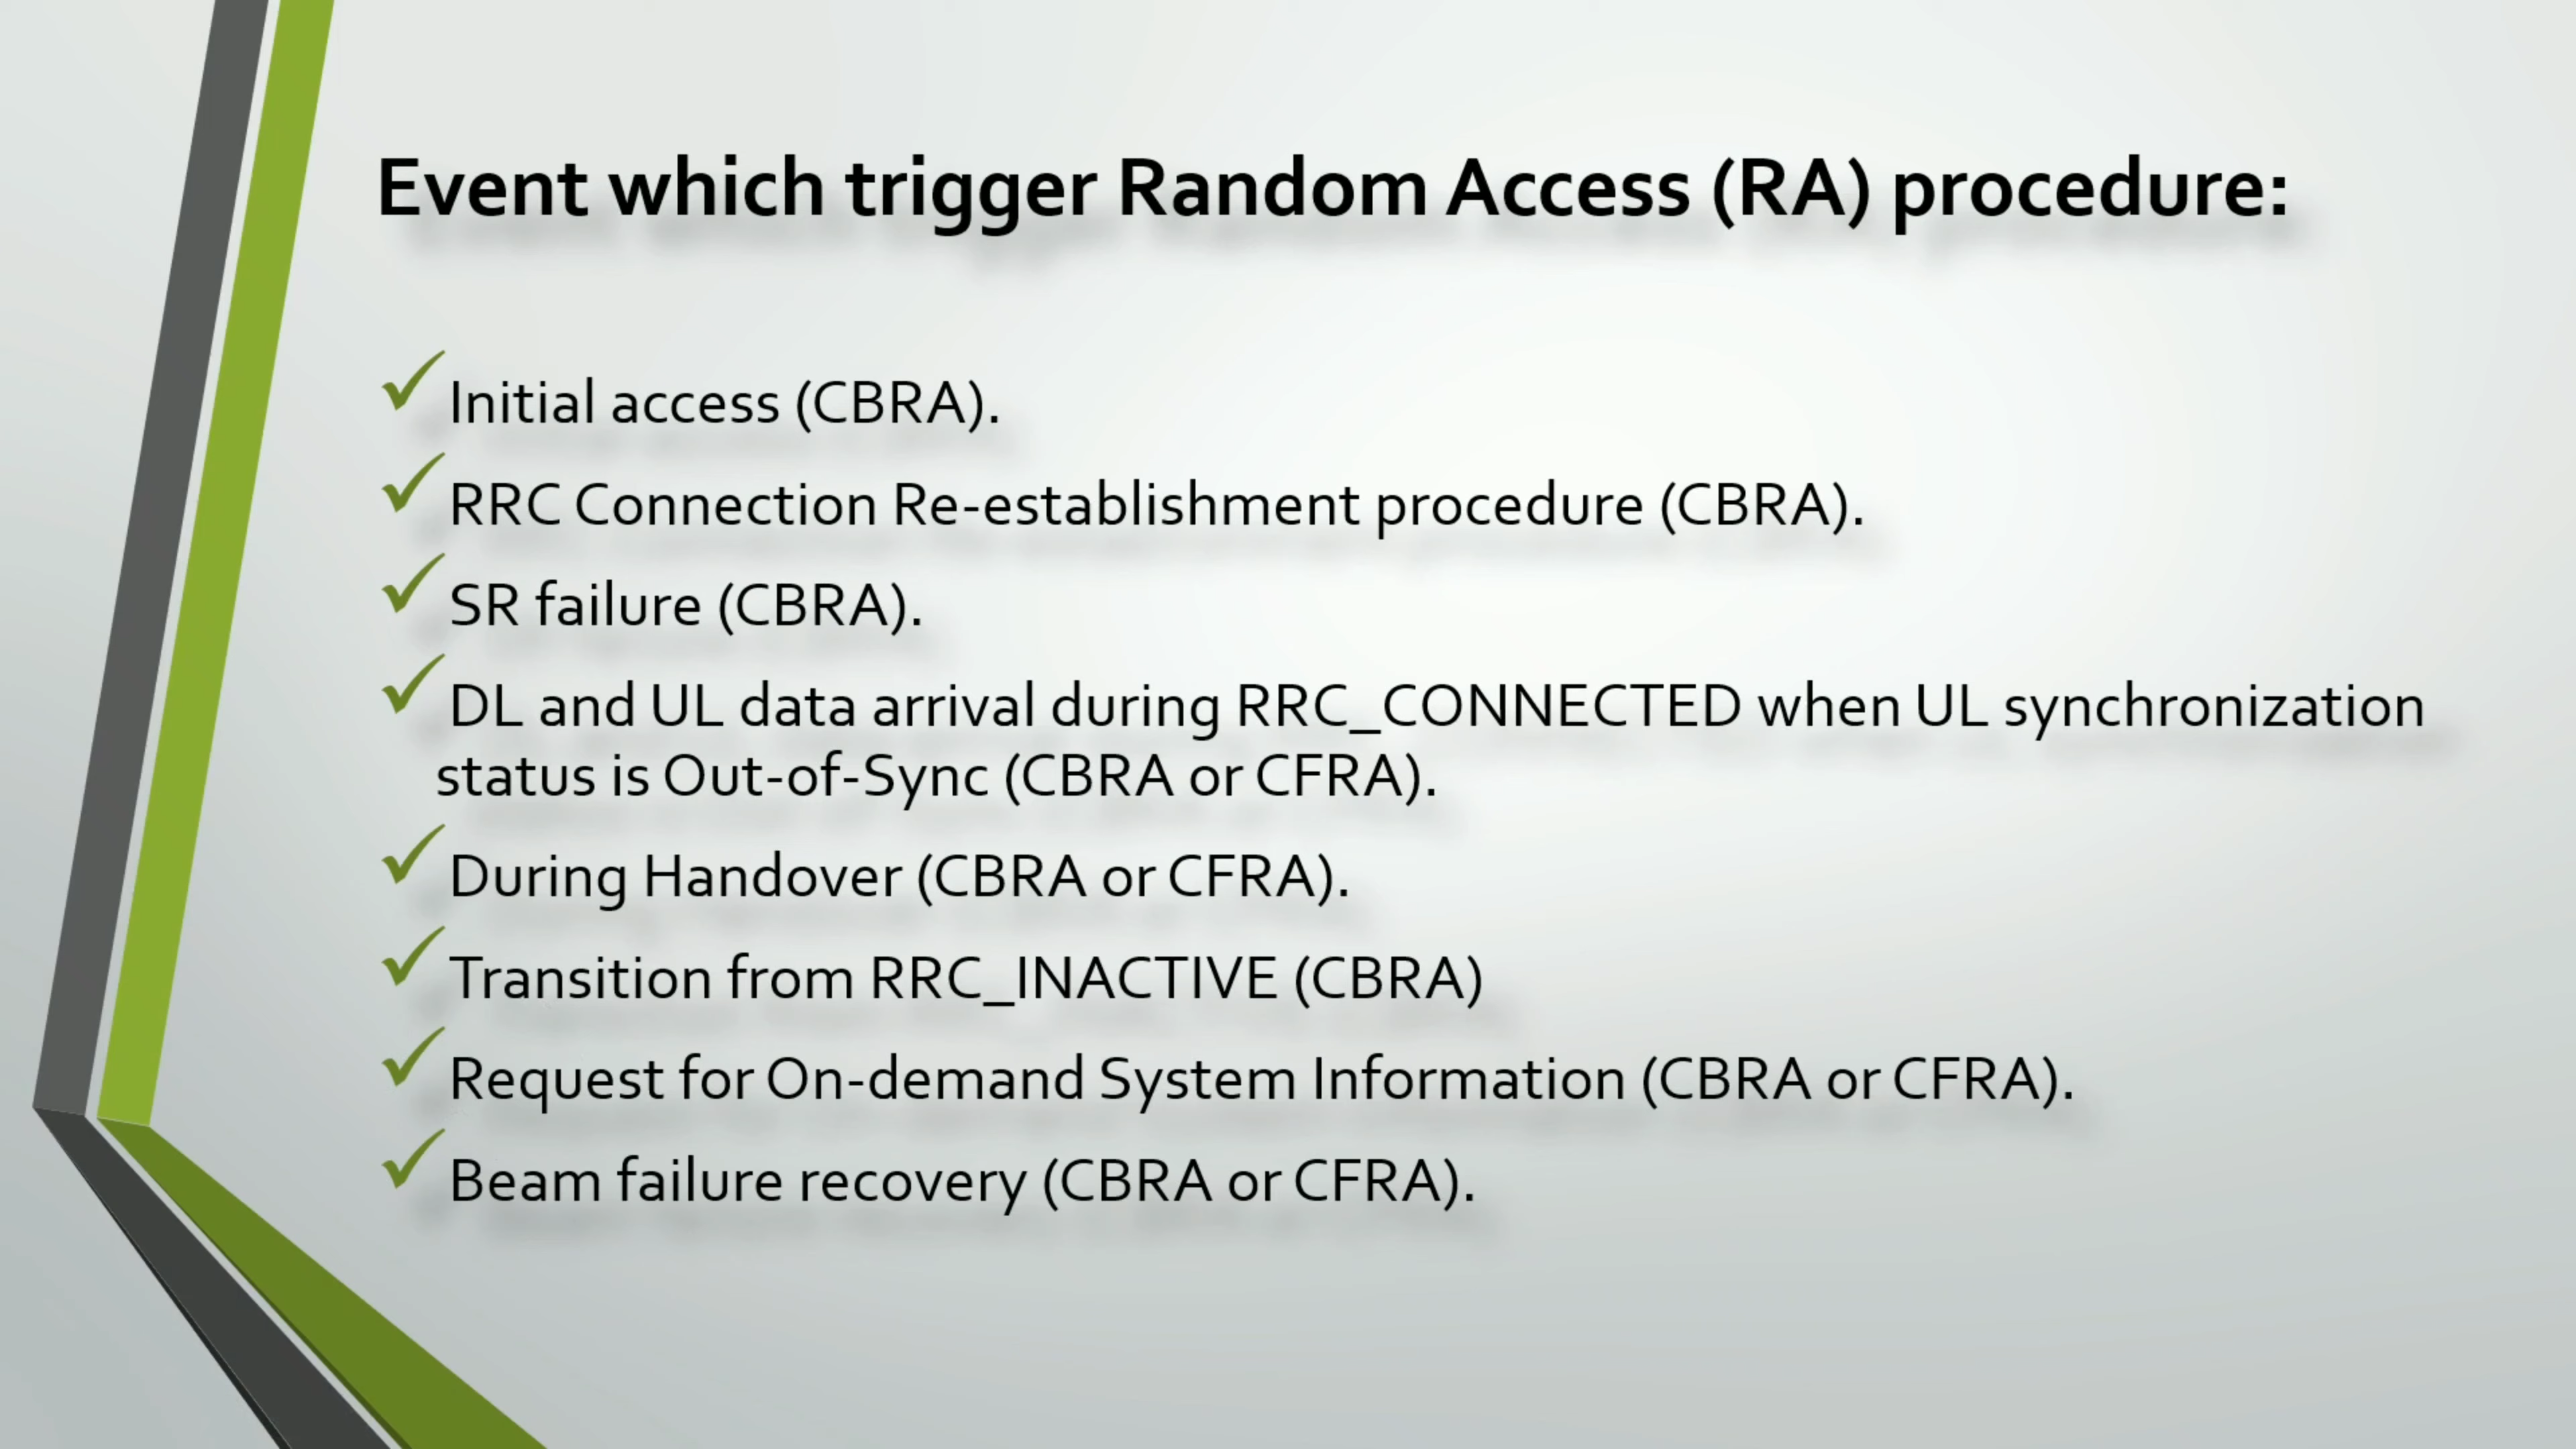 Event which trigger Random Access (RA) procedure:
Initial access (CBRA).
RRC Connection Re-establishment procedure (CBRA).
SR failure (CBRA).
DL and UL data arrival during RRC_CONNECTED when UL synchronization
status is Out-of-Sync (CBRA or CFRA).
During Handover (CBRA or CFRA).
Transition from RRC_INACTIVE (CBRA)
Request for On-demand System Information (CBRA or CFRA).
Beam failure recovery (CBRA or CFRA).